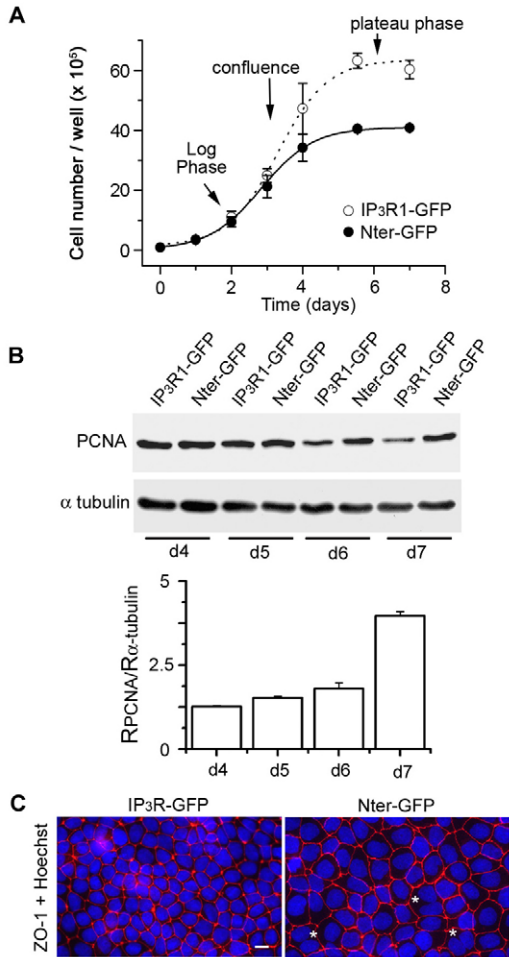 A
Cell number / well (x 10⁵)
60
40
20
0
plateau phase
confluence
Log
Phase
IP₃R1-GFP
Nter-GFP
0 2 4 6 8
Time (days)
B
IP₃R1-GFP Nter-GFP IP₃R1-GFP Nter-GFP IP₃R1-GFP Nter-GFP IP₃R1-GFP Nter-GFP
PCNA
α tubulin
d4 d5 d6 d7
RPCNA/Rα-tubulin
5
2.5
0
d4 d5 d6 d7
C
IP₃R-GFP Nter-GFP
ZO-1 + Hoechst
* * *